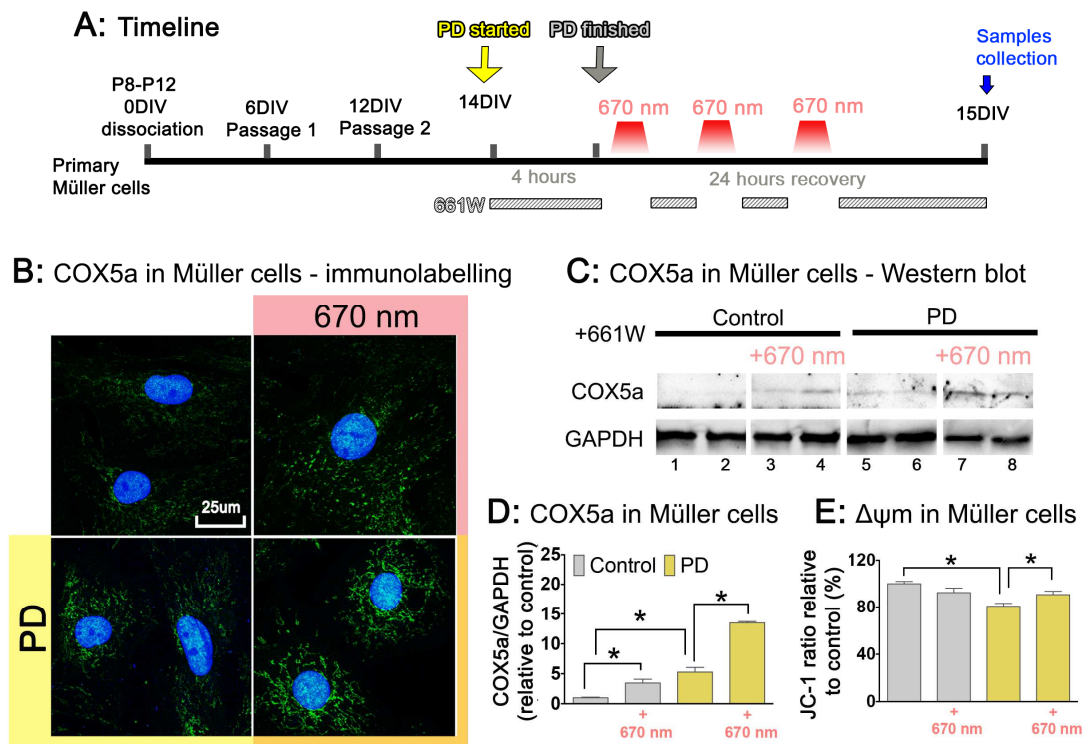 A: Timeline
PD started
PD finished
Samples
collection
P8-P12
0DIV
dissociation
6DIV
Passage 1
12DIV
Passage 2
14DIV
670 nm
670 nm
670 nm
15DIV
Primary
Müller cells
4 hours
24 hours recovery
661W
B: COX5a in Müller cells - immunolabelling
670 nm
25um
PD
C: COX5a in Müller cells - Western blot
+661W
Control
PD
+670 nm
+670 nm
COX5a
GAPDH
1 2 3 4 5 6 7 8
D: COX5a in Müller cells
COX5a/GAPDH
(relative to control)
25
20
15
10
5
0
Control
PD
*
*
*
+
670 nm
+
670 nm
E: Δψm in Müller cells
JC-1 ratio relative
to control (%)
120
80
40
0
*
*
+
670 nm
+
670 nm